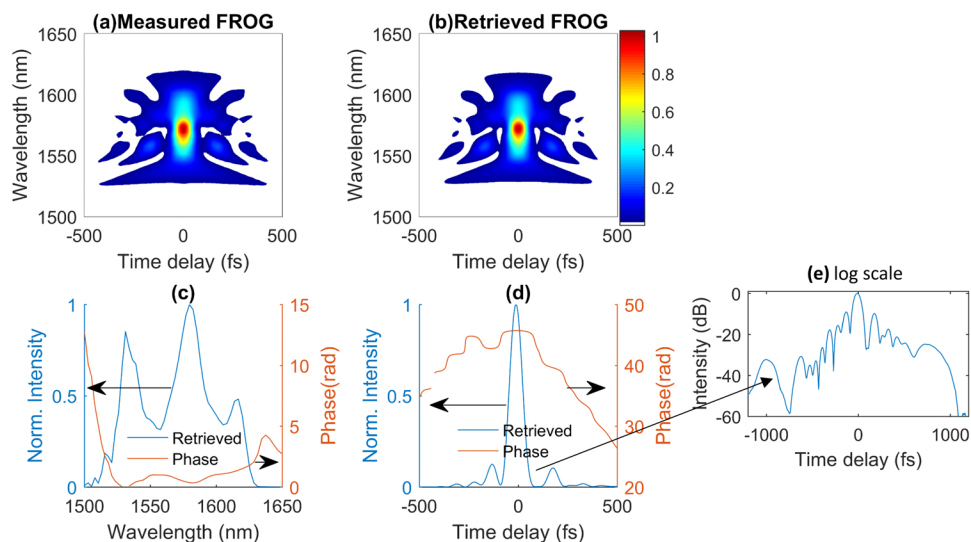 (a)Measured FROG
(b)Retrieved FROG
1650
1600
1550
1500
Wavelength (nm)
-500 0 500
Time delay (fs)
1650
1600
1550
1500
Wavelength (nm)
-500 0 500
Time delay (fs)
1
0.8
0.6
0.4
0.2
(c)
1
0.5
0
Norm. Intensity
15
10
5
0
Phase(rad)
Retrieved
Phase
1500 1550 1600 1650
Wavelength (nm)
(d)
1
0.5
0
Norm. Intensity
50
40
30
20
Phase(rad)
Retrieved
Phase
-500 0 500
Time delay (fs)
(e) log scale
0
-20
-40
-60
Intensity (dB)
-1000 0 1000
Time delay (fs)